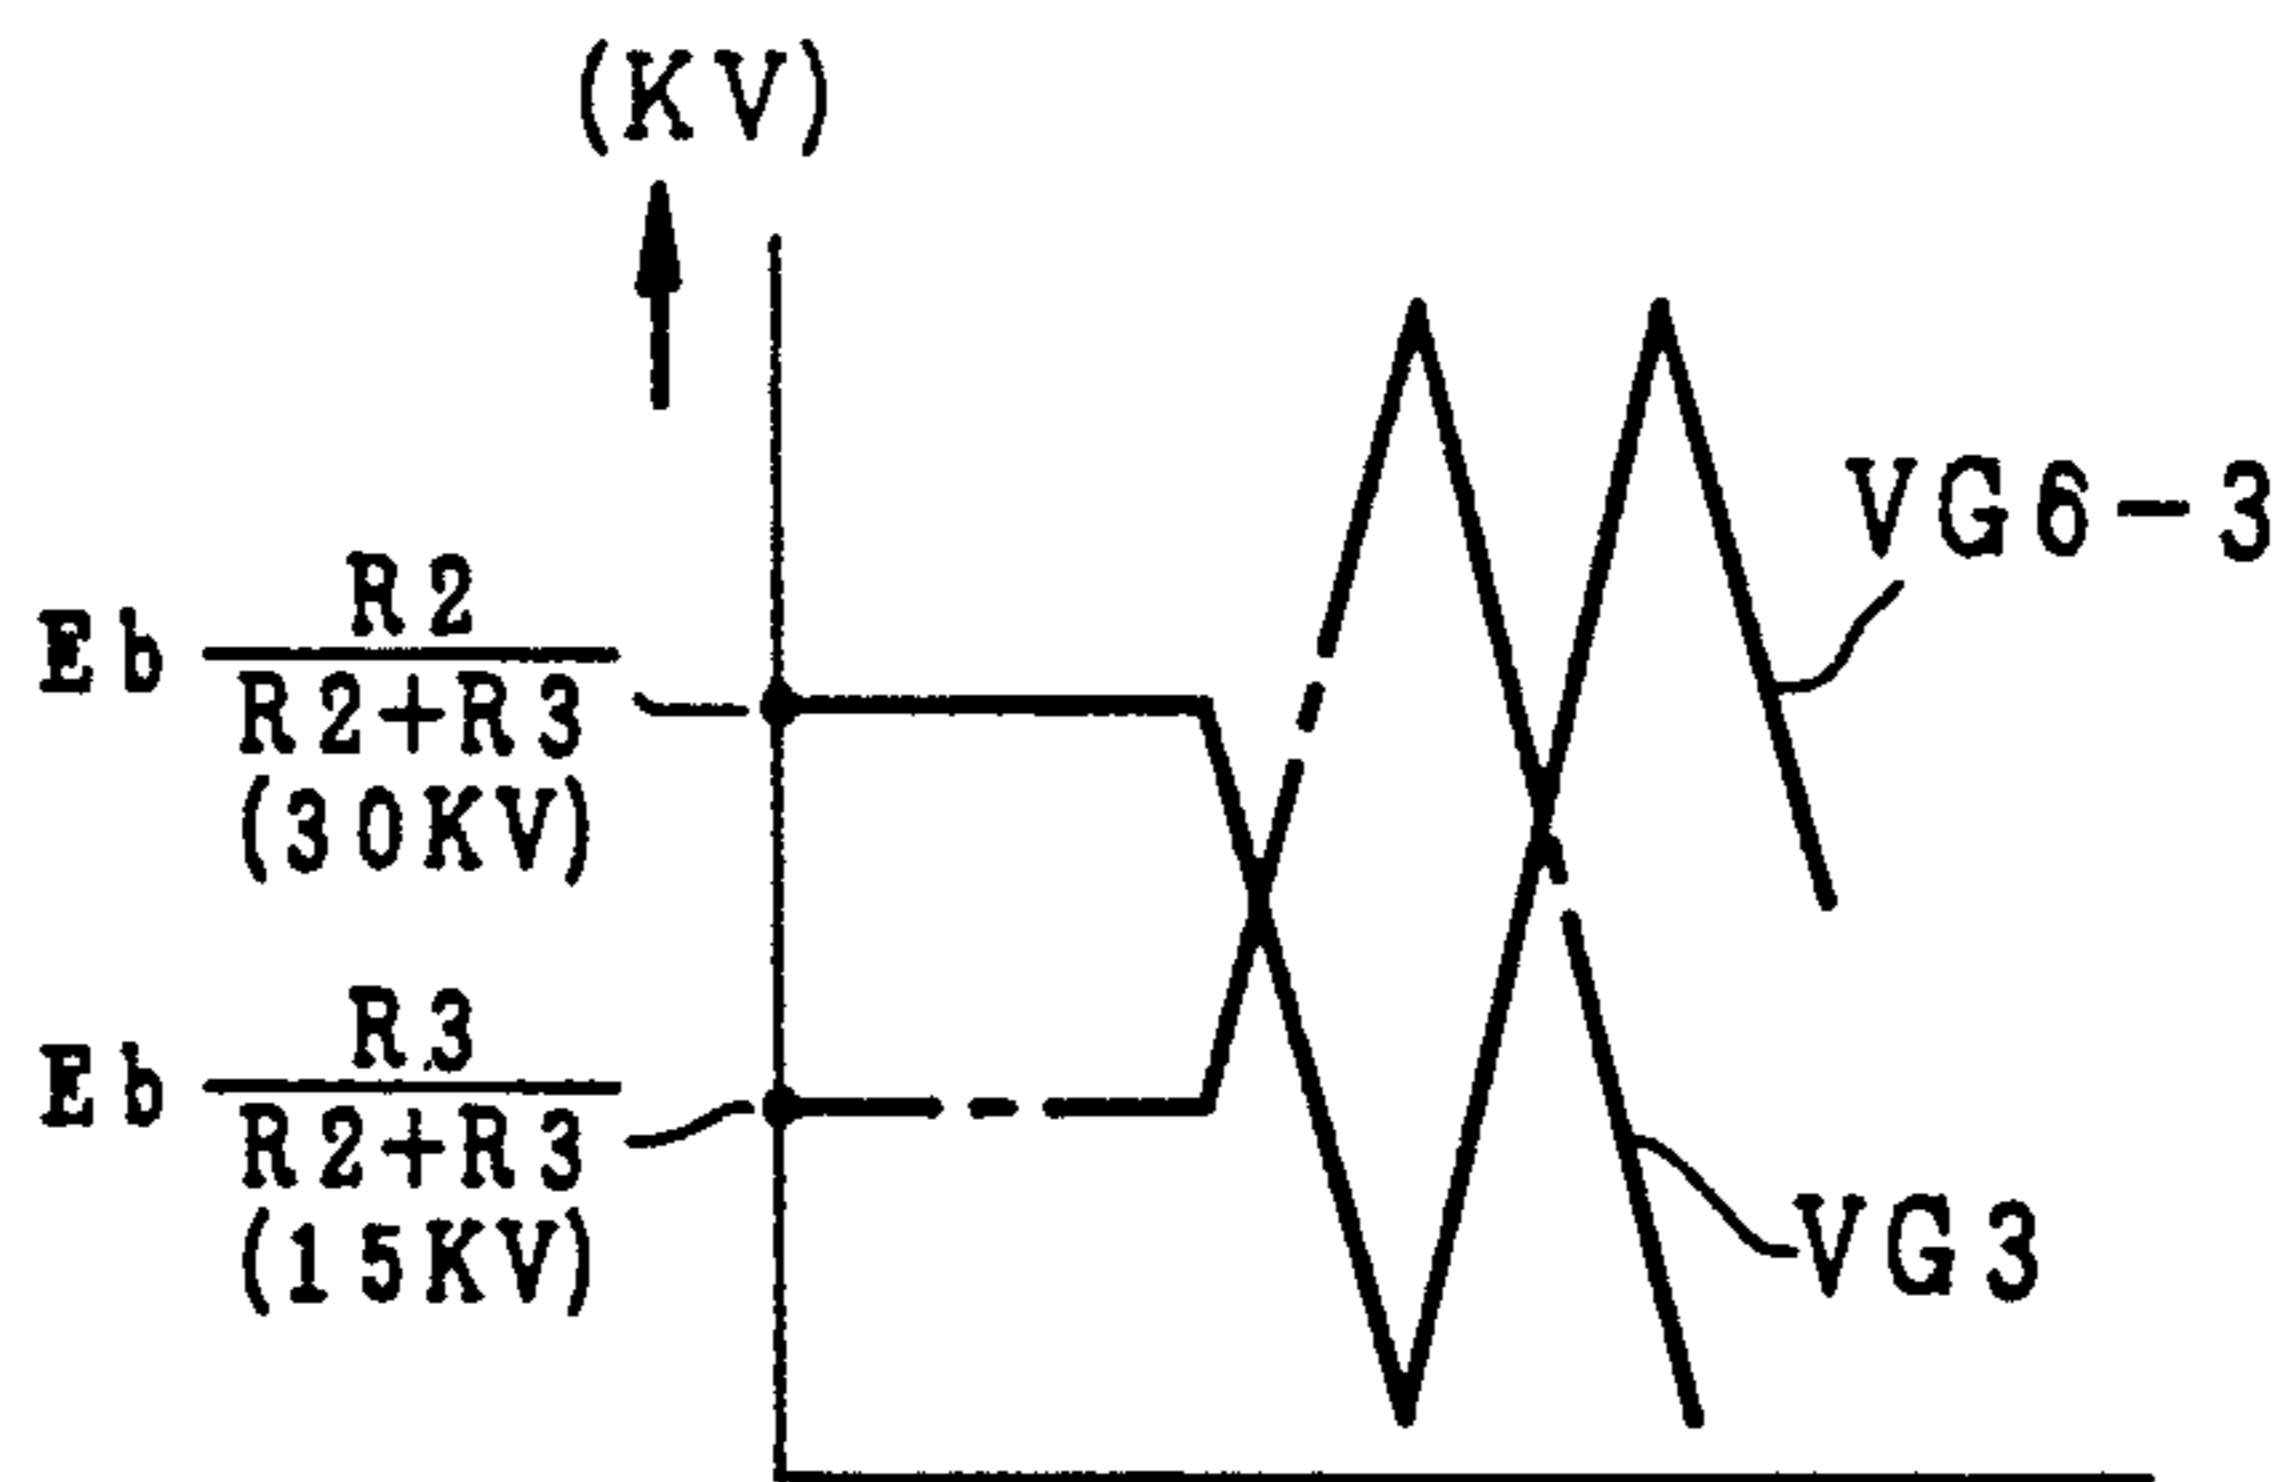 (KV)
VG6-3
Eb R2
R2+R3
(30KV)
Eb R3
R2+R3
(15KV)
VG3